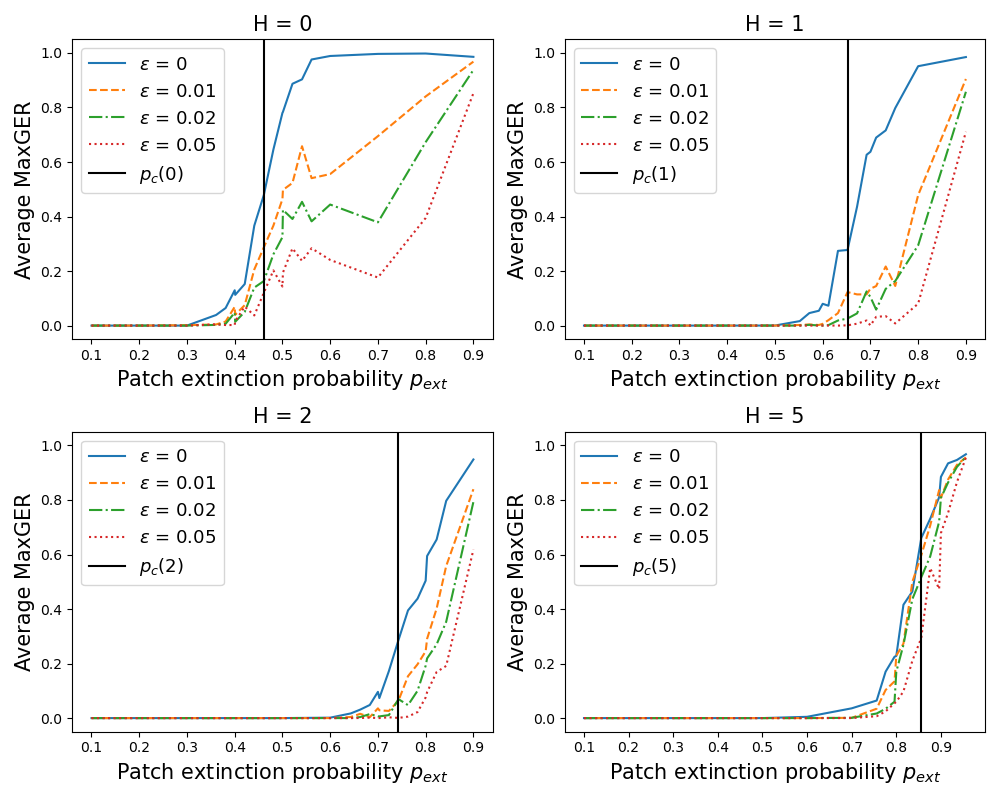 H = 0
Average MaxGER
1.0
0.8
0.6
0.4
0.2
0.0
ε = 0
ε = 0.01
ε = 0.02
ε = 0.05
p_c(0)
0.1 0.2 0.3 0.4 0.5 0.6 0.7 0.8 0.9
Patch extinction probability p_ext
H = 1
Average MaxGER
1.0
0.8
0.6
0.4
0.2
0.0
ε = 0
ε = 0.01
ε = 0.02
ε = 0.05
p_c(1)
0.1 0.2 0.3 0.4 0.5 0.6 0.7 0.8 0.9
Patch extinction probability p_ext
H = 2
Average MaxGER
1.0
0.8
0.6
0.4
0.2
0.0
ε = 0
ε = 0.01
ε = 0.02
ε = 0.05
p_c(2)
0.1 0.2 0.3 0.4 0.5 0.6 0.7 0.8 0.9
Patch extinction probability p_ext
H = 5
Average MaxGER
1.0
0.8
0.6
0.4
0.2
0.0
ε = 0
ε = 0.01
ε = 0.02
ε = 0.05
p_c(5)
0.1 0.2 0.3 0.4 0.5 0.6 0.7 0.8 0.9
Patch extinction probability p_ext